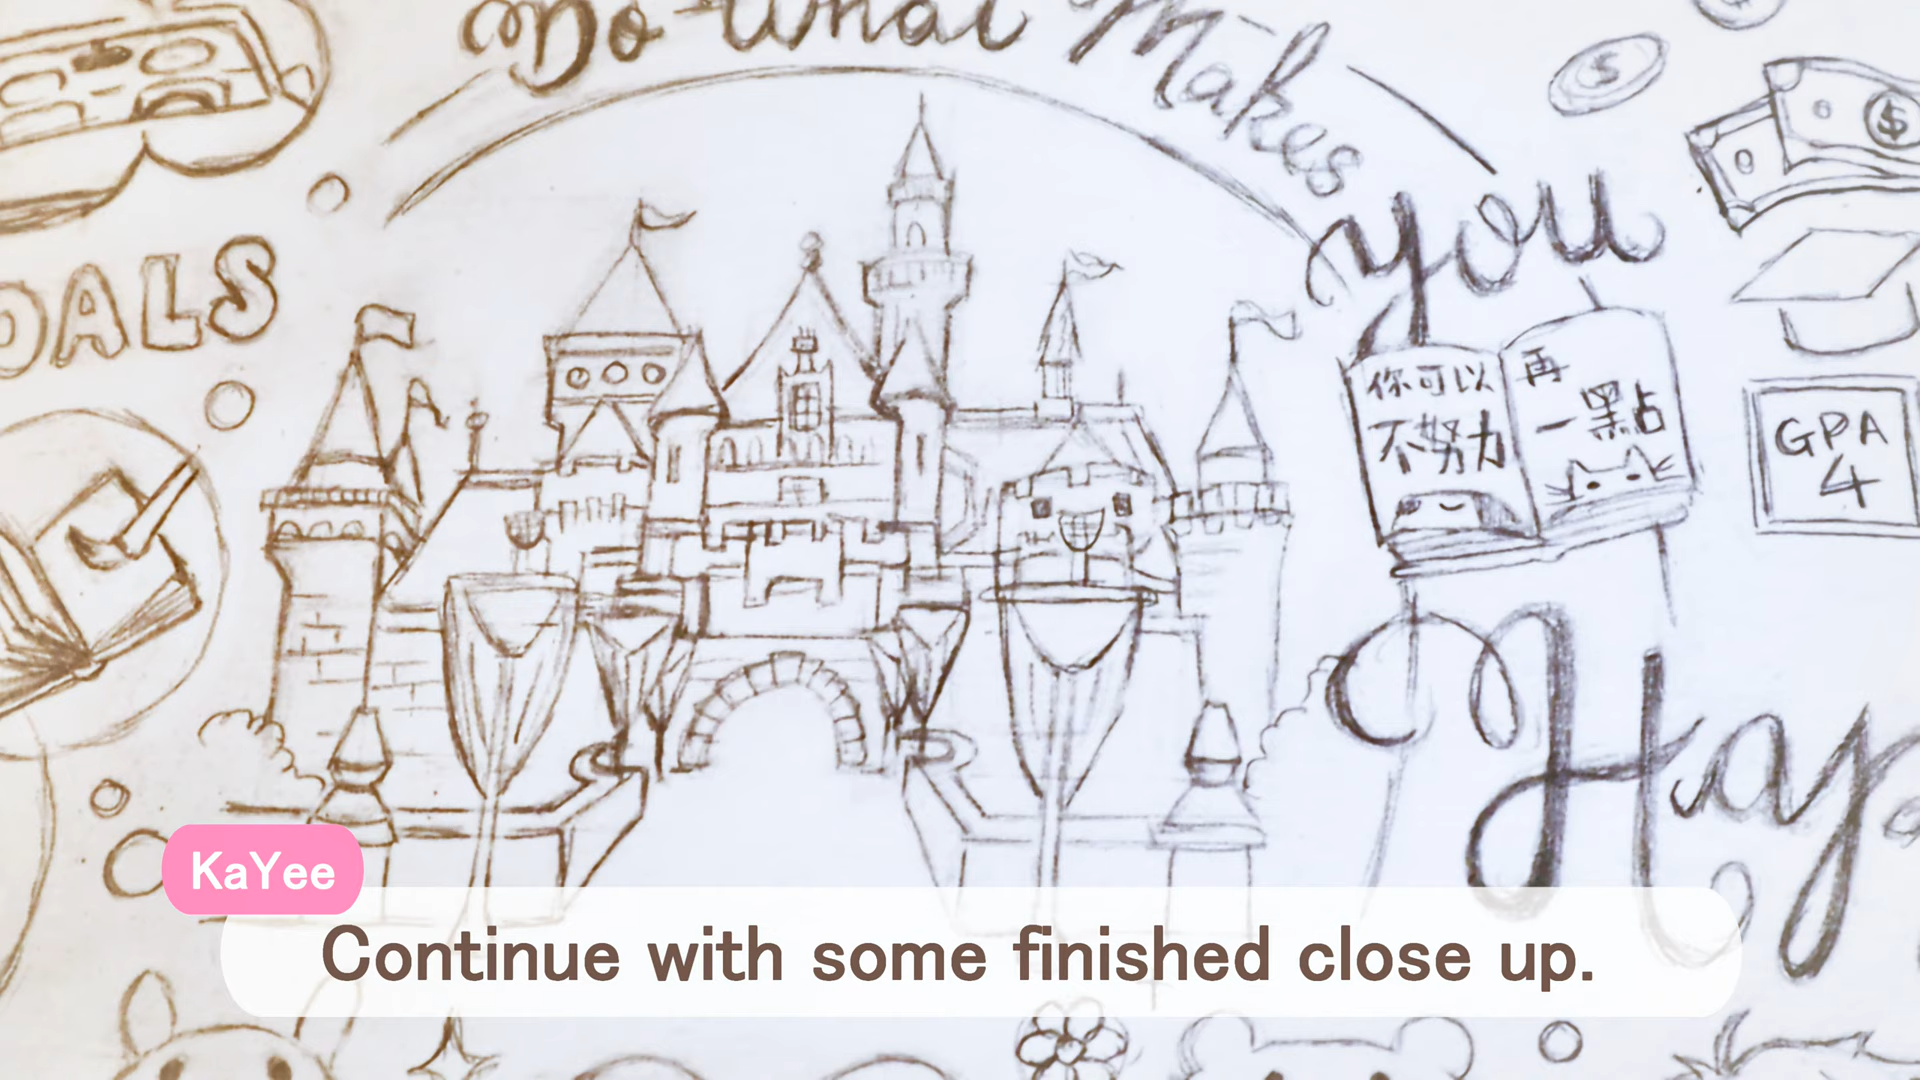 Do What Makes
you
OALS
$
$
你可以
不努力
再
一點
GPA
4
Hap
KaYee
Continue with some finished close up.